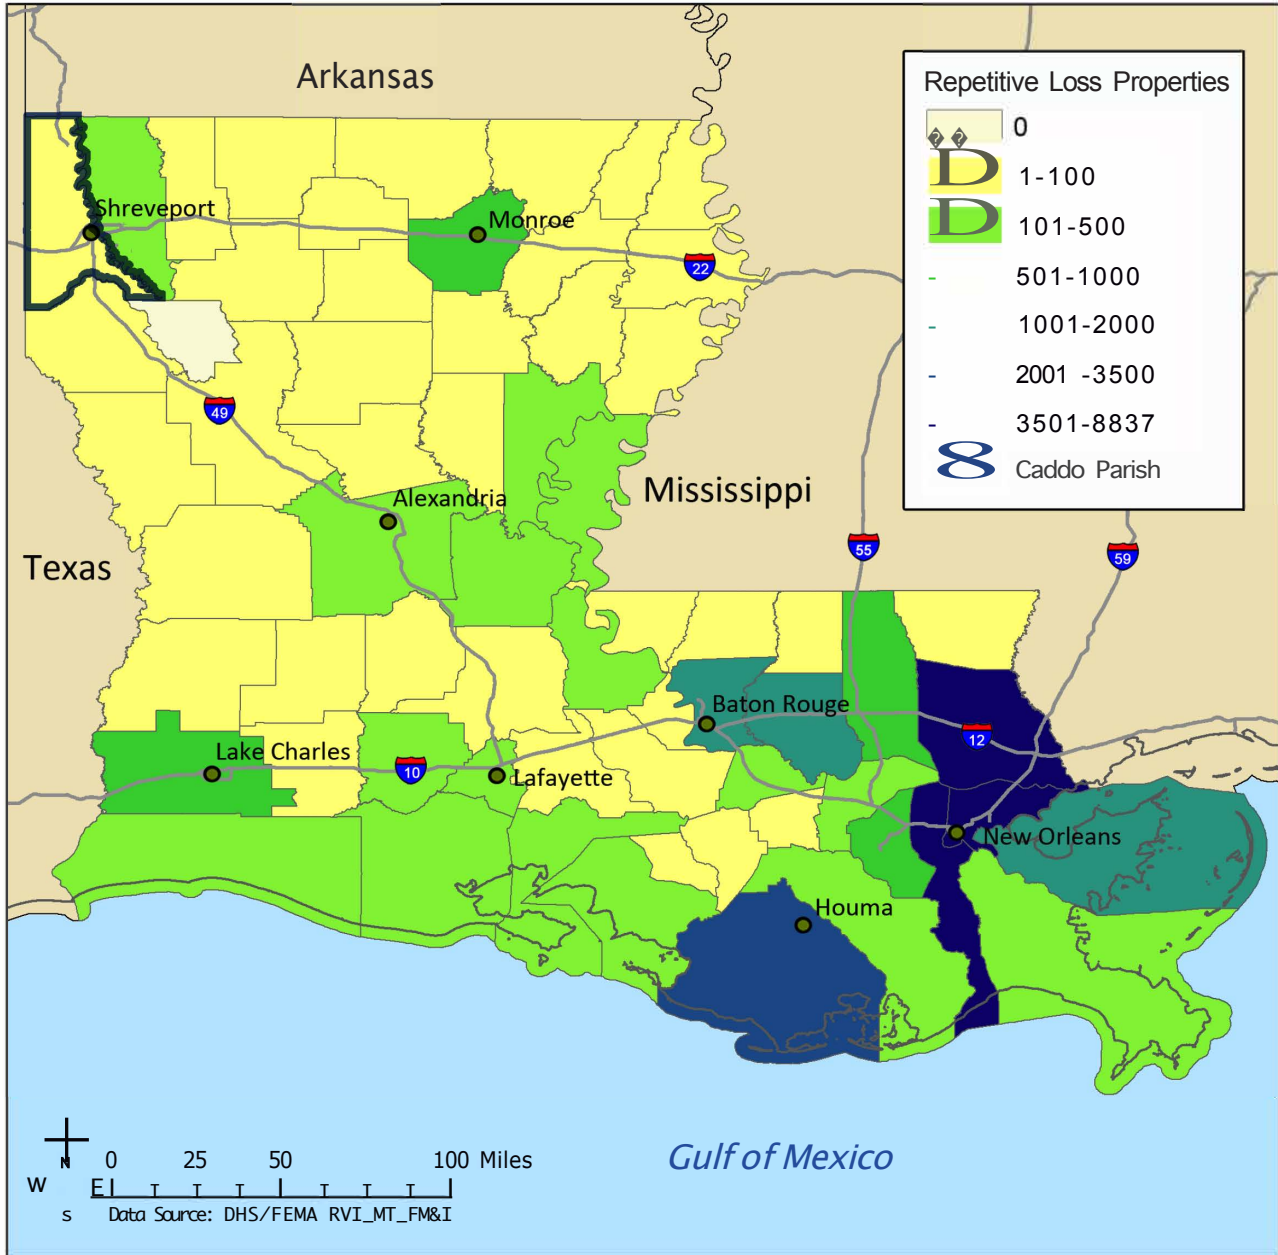 Arkansas
Repetitive Loss Properties
0
D 1-100
D 101-500
- 501-1000
- 1001-2000
- 2001 -3500
- 3501-8837
8 Caddo Parish
Shreveport
Monroe
22
49
Alexandria
Mississippi
Texas
55
59
Baton Rouge
12
Lake Charles
10
Lafayette
New Orleans
Houma
Gulf of Mexico
N 0 25 50 100 Miles
W E
s Data Source: DHS/FEMA RVI_MT_FM&I